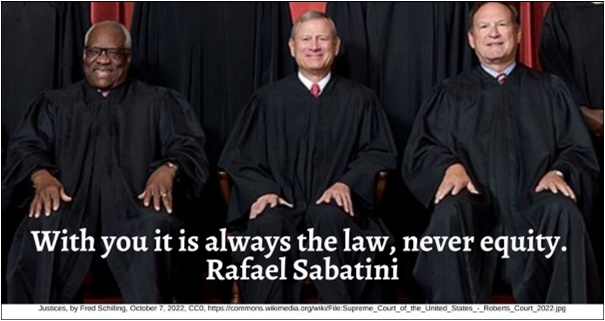 With you it is always the law, never equity.
Rafael Sabatini
Justices, by Fred Schilling, October 7, 2022, CC0, https://commons.wikimedia.org/wiki/File:Supreme_Court_of_the_United_States_-_Roberts_Court_2022.jpg